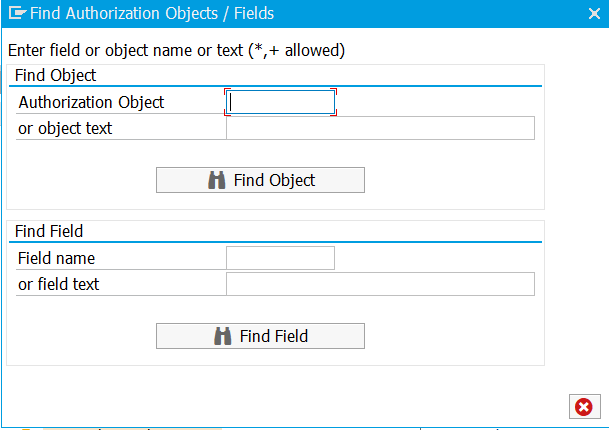 Find Authorization Objects / Fields
Enter field or object name or text (*,+ allowed)
Find Object
Authorization Object
or object text
Find Object
Find Field
Field name
or field text
Find Field